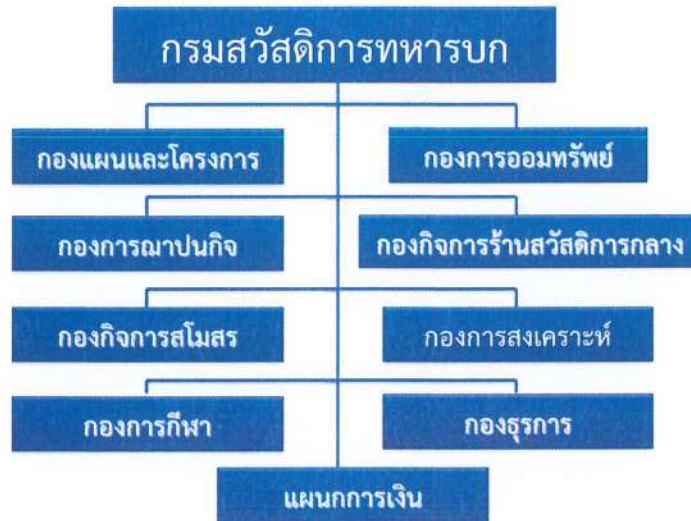 กรมสวัสดิการทหารบก
กองแผนและโครงการ
กองการออมทรัพย์
กองการฌาปนกิจ
กองกิจการร้านสวัสดิการกลาง
กองกิจการสโมสร
กองการสงเคราะห์
กองการกีฬา
กองธุรการ
แผนกการเงิน